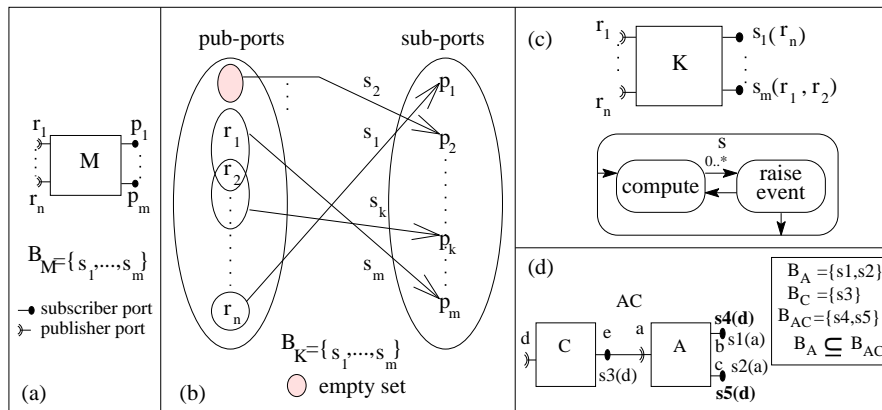 (a)
r1
rn
M
p1
pm
BM={s1,...,sm}
subscriber port
publisher port
(b)
pub-ports
sub-ports
r1
r2
rn
s2
s1
sk
sm
p1
p2
pk
pm
BK={s1,...,sm}
empty set
(c)
r1
rn
K
s1(rn)
sm(r1,r2)
s
0..*
compute
raise
event
(d)
AC
d
C
e
s3(d)
a
A
s4(d)
b s1(a)
c s2(a)
s5(d)
BA={s1,s2}
BC={s3}
BAC={s4,s5}
BA ⊆ BAC